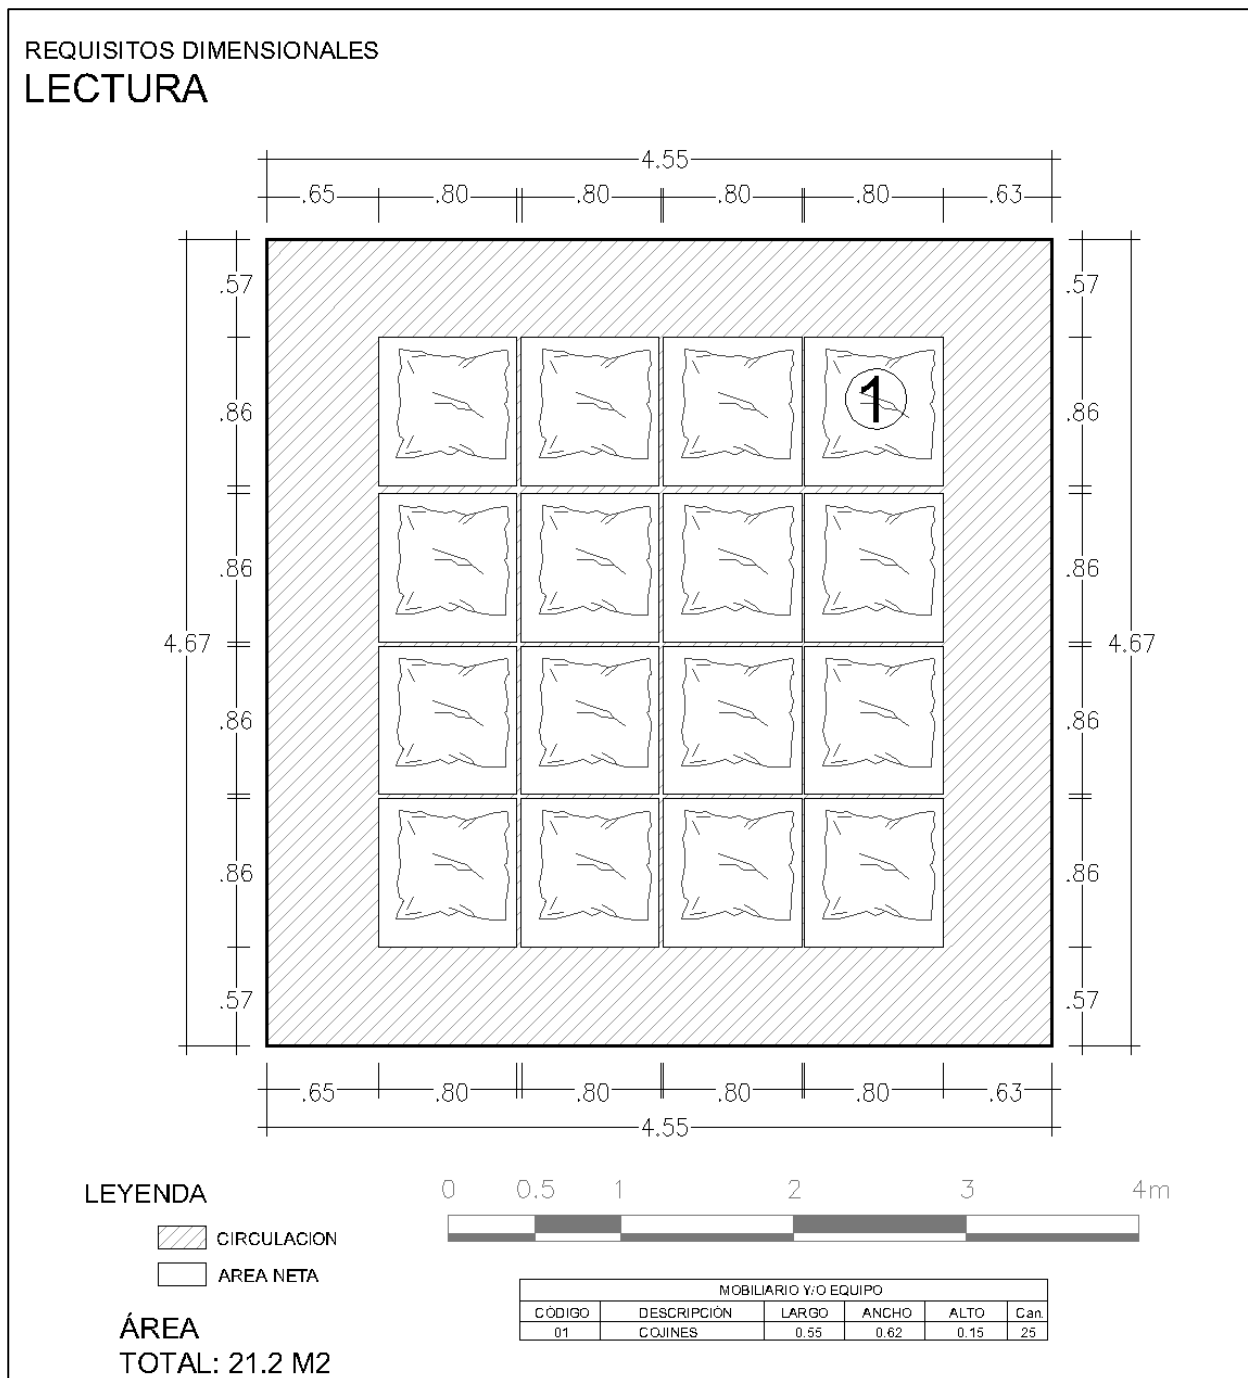 REQUISITOS DIMENSIONALES
LECTURA
4.55
.65 .80 .80 .80 .80 .63
.57 .57
.86 .86
.86 .86
4.67 4.67
.86 .86
.86 .86
.57 .57
.65 .80 .80 .80 .80 .63
4.55
1
LEYENDA
CIRCULACION
AREA NETA
0 0.5 1 2 3 4m
MOBILIARIO Y/O EQUIPO
CÓDIGO DESCRIPCIÓN LARGO ANCHO ALTO Can.
01 COJINES 0.55 0.62 0.15 25
ÁREA
TOTAL: 21.2 M2